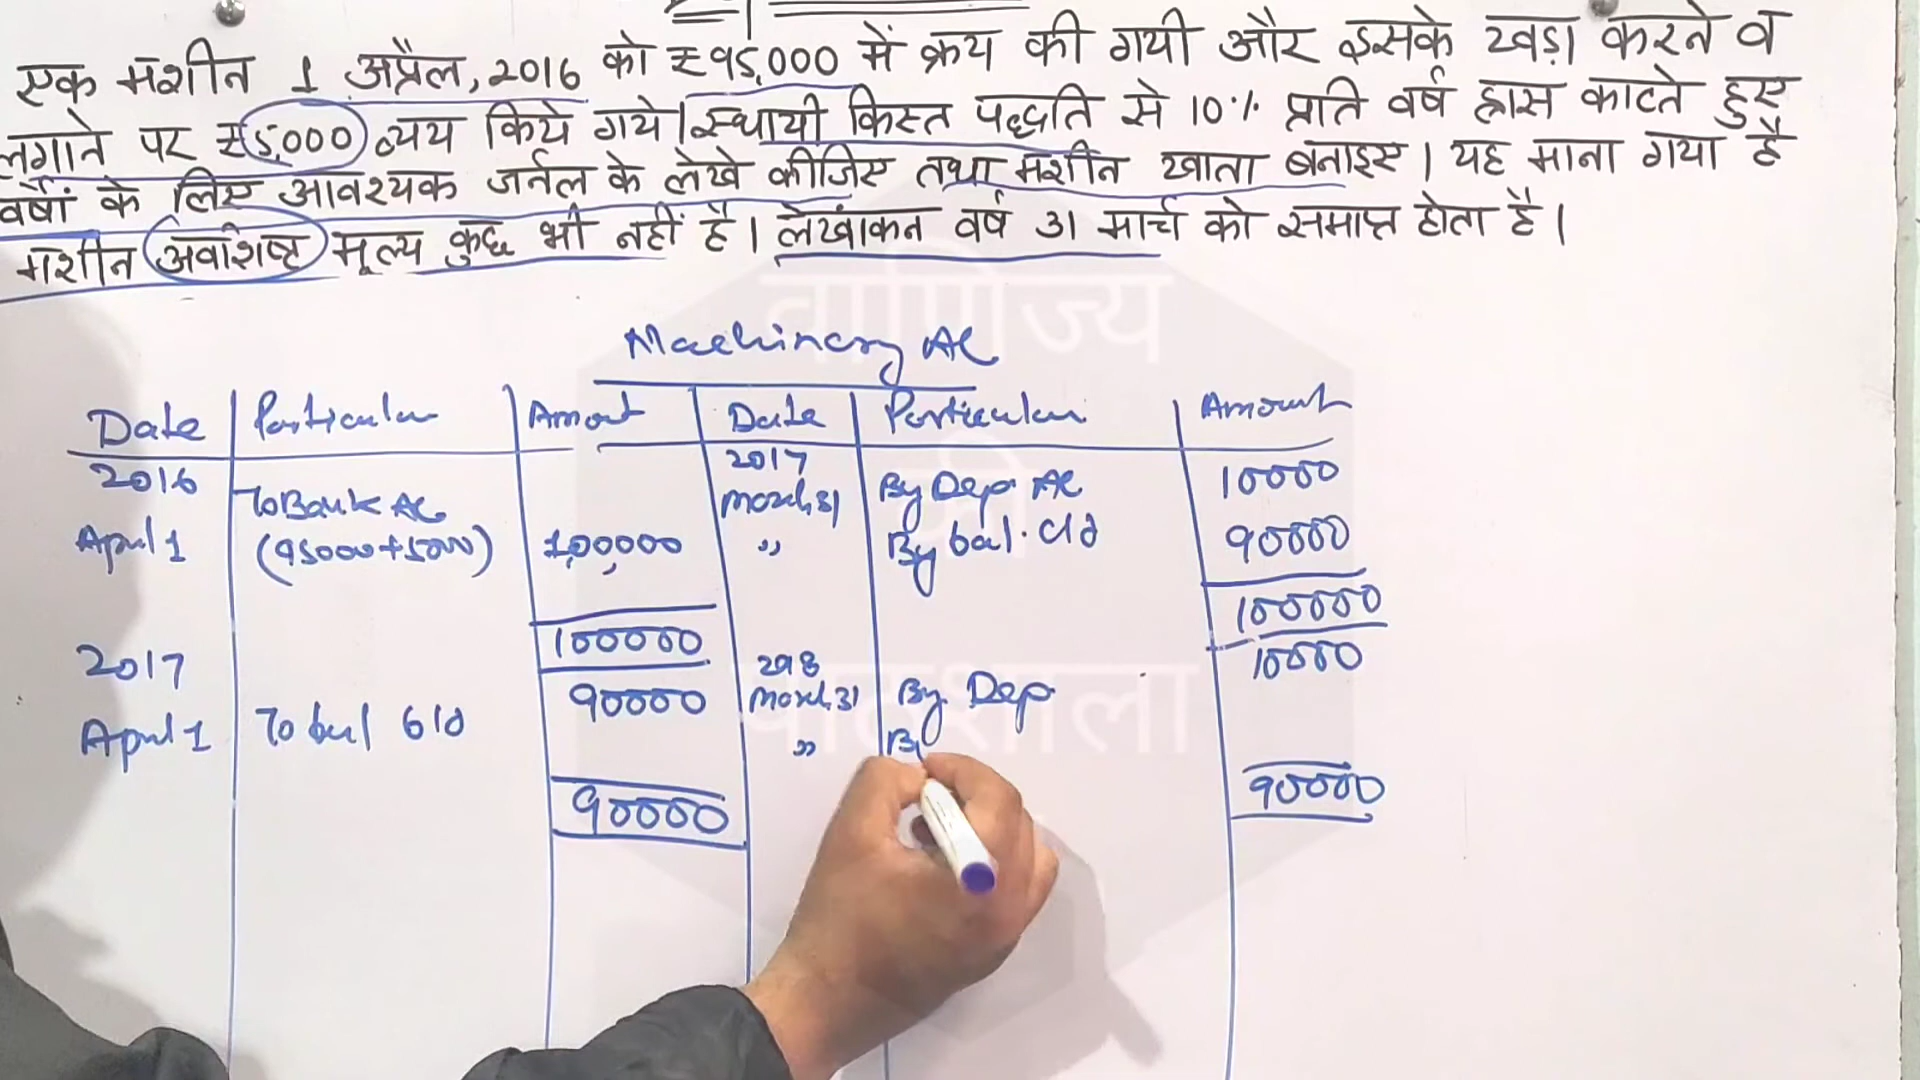 एक मशीन 1 अप्रैल, 2016 को ₹95,000 में क्रय की गयी और इसके खड़ा करने व
लगाने पर ₹5,000 व्यय किये गये। स्थायी किस्त पद्धति से 10% प्रति वर्ष ह्रास काटते हुए
वर्षों के लिए आवश्यक जर्नल के लेखे कीजिए तथा मशीन खाता बनाइए। यह माना गया है
मशीन अवशिष्ट मूल्य कुछ भी नहीं है। लेखांकन वर्ष 31 मार्च को समाप्त होता है।
वाणिज्य
की
पाठशाला
Machinery A/c
Date Particular Amount Date Particular Amount
2016 To Bank A/c 2017 March 31 By Dep. A/c 10000
April 1 (95000+5000) 1,00,000 " By bal. c/d 90000
100000 100000
2017 90000 2018 March 31 By Dep 10000
April 1 To bal b/d " By
90000 90000